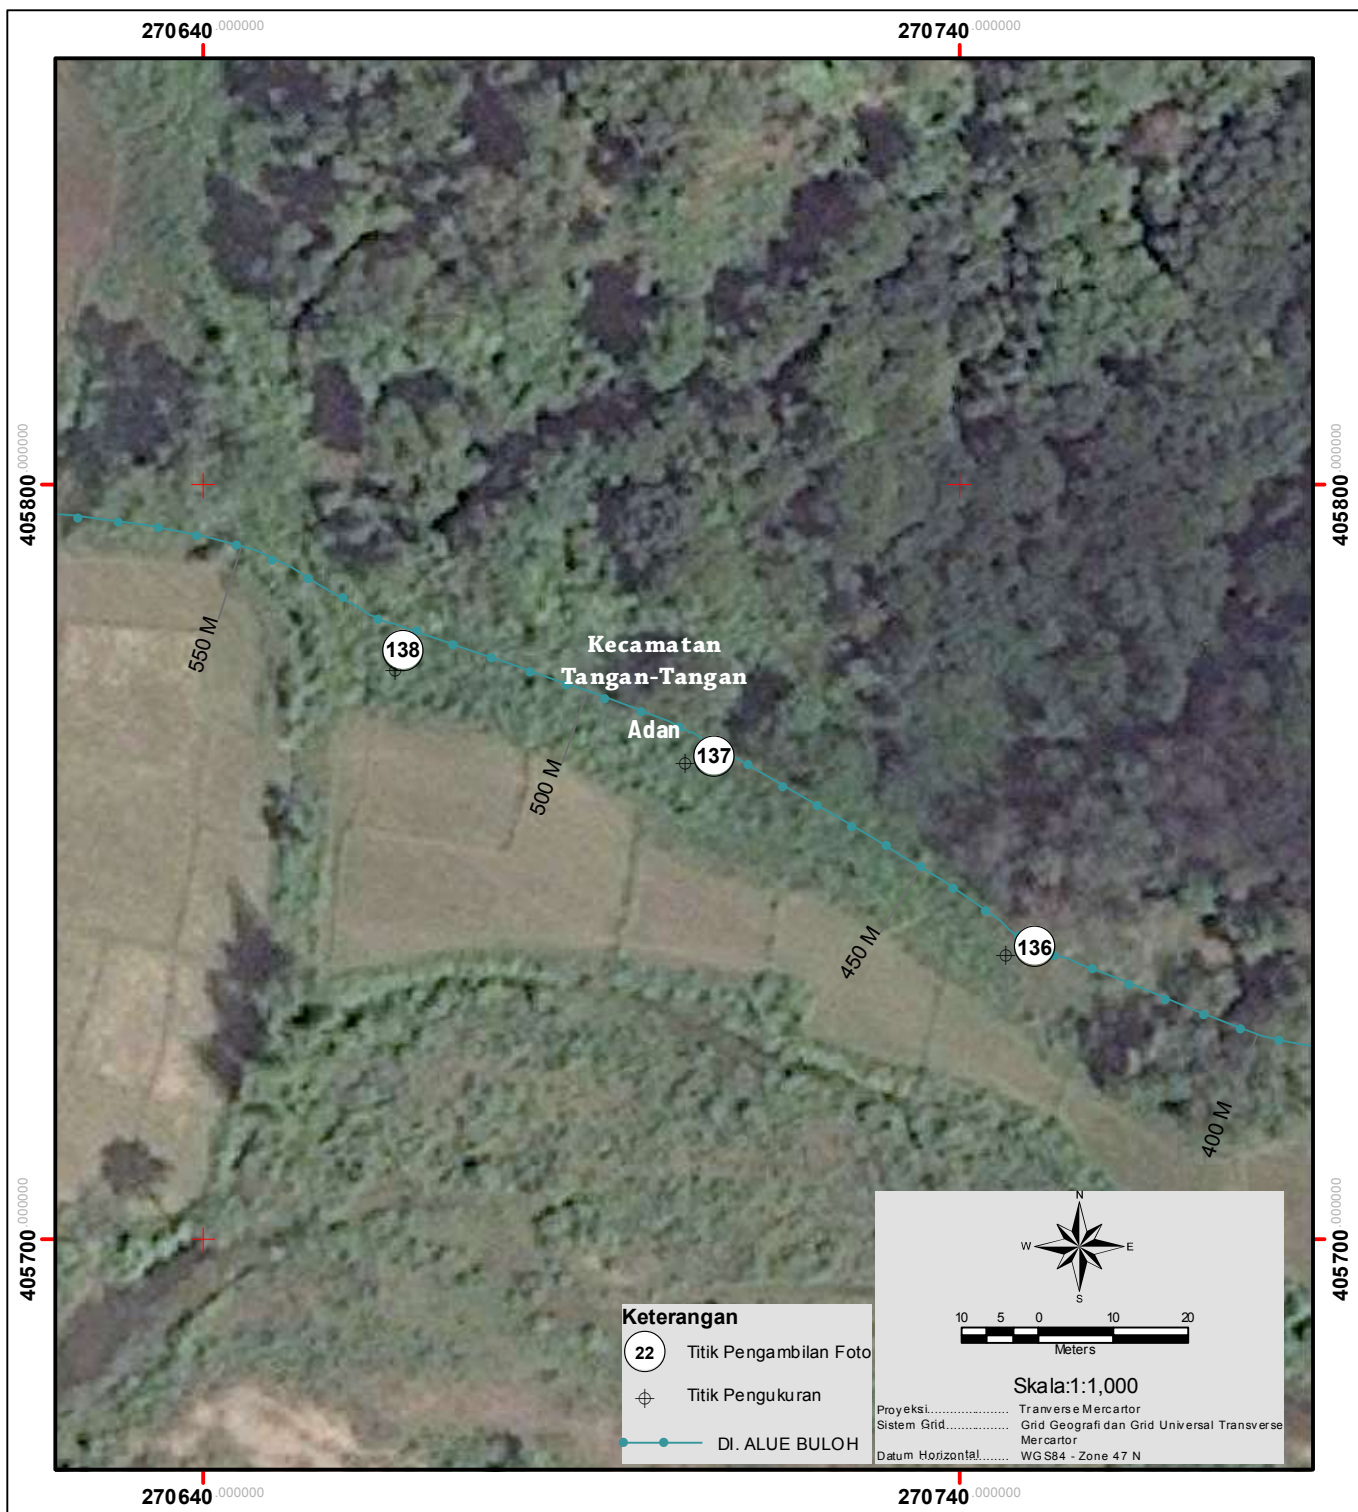 270640.000000 270740.000000
405800.000000 405800.000000
550 M
138
Kecamatan
Tangan-Tangan
Adan
137
500 M
450 M
136
400 M
405700.000000 405700.000000
N
W E
S
10 5 0 10 20
Meters
Skala:1:1,000
Proyeksi.................... Tranverse Mercartor
Sistem Grid................ Grid Geografi dan Grid Universal Transverse
Mercartor
Datum Horizontal......... WGS84 - Zone 47 N
Keterangan
22 Titik Pengambilan Foto
Titik Pengukuran
DI. ALUE BULOH
270640.000000 270740.000000